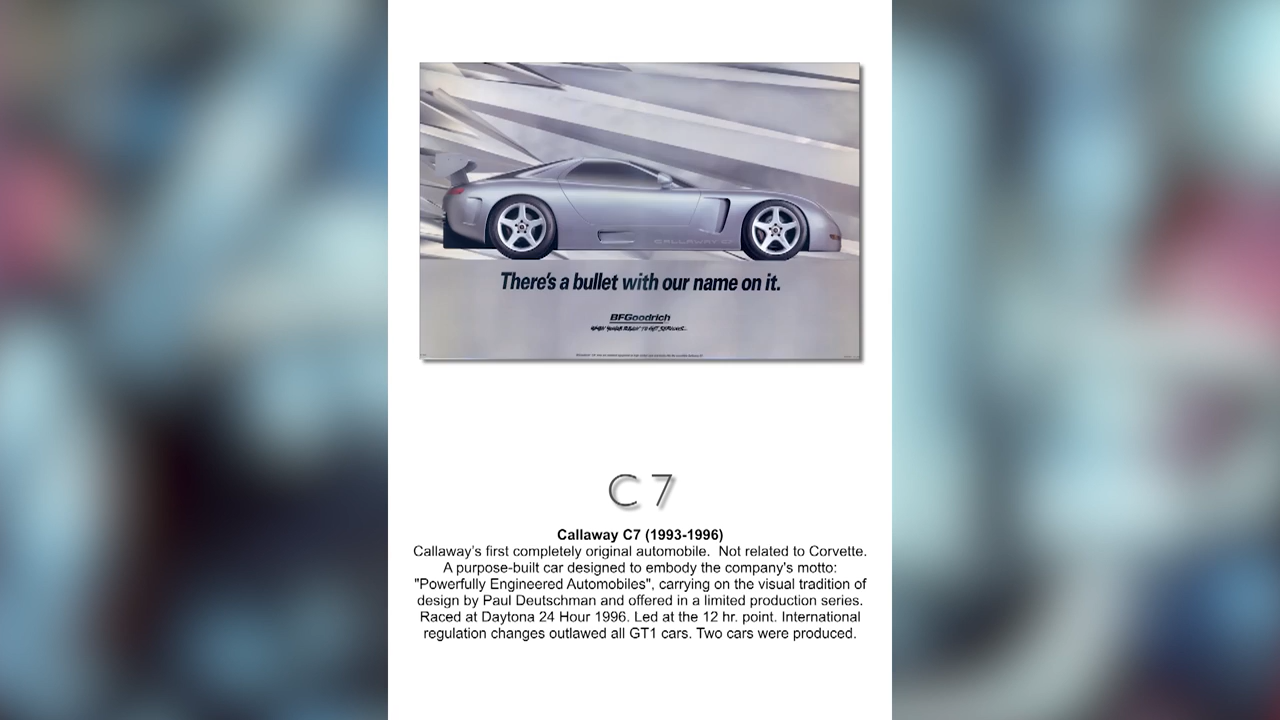 CALLAWAY C7
There's a bullet with our name on it.
BFGoodrich
C7
Callaway C7 (1993-1996)
Callaway's first completely original automobile.  Not related to Corvette.
A purpose-built car designed to embody the company's motto:
"Powerfully Engineered Automobiles", carrying on the visual tradition of
design by Paul Deutschman and offered in a limited production series.
Raced at Daytona 24 Hour 1996. Led at the 12 hr. point. International
regulation changes outlawed all GT1 cars. Two cars were produced.